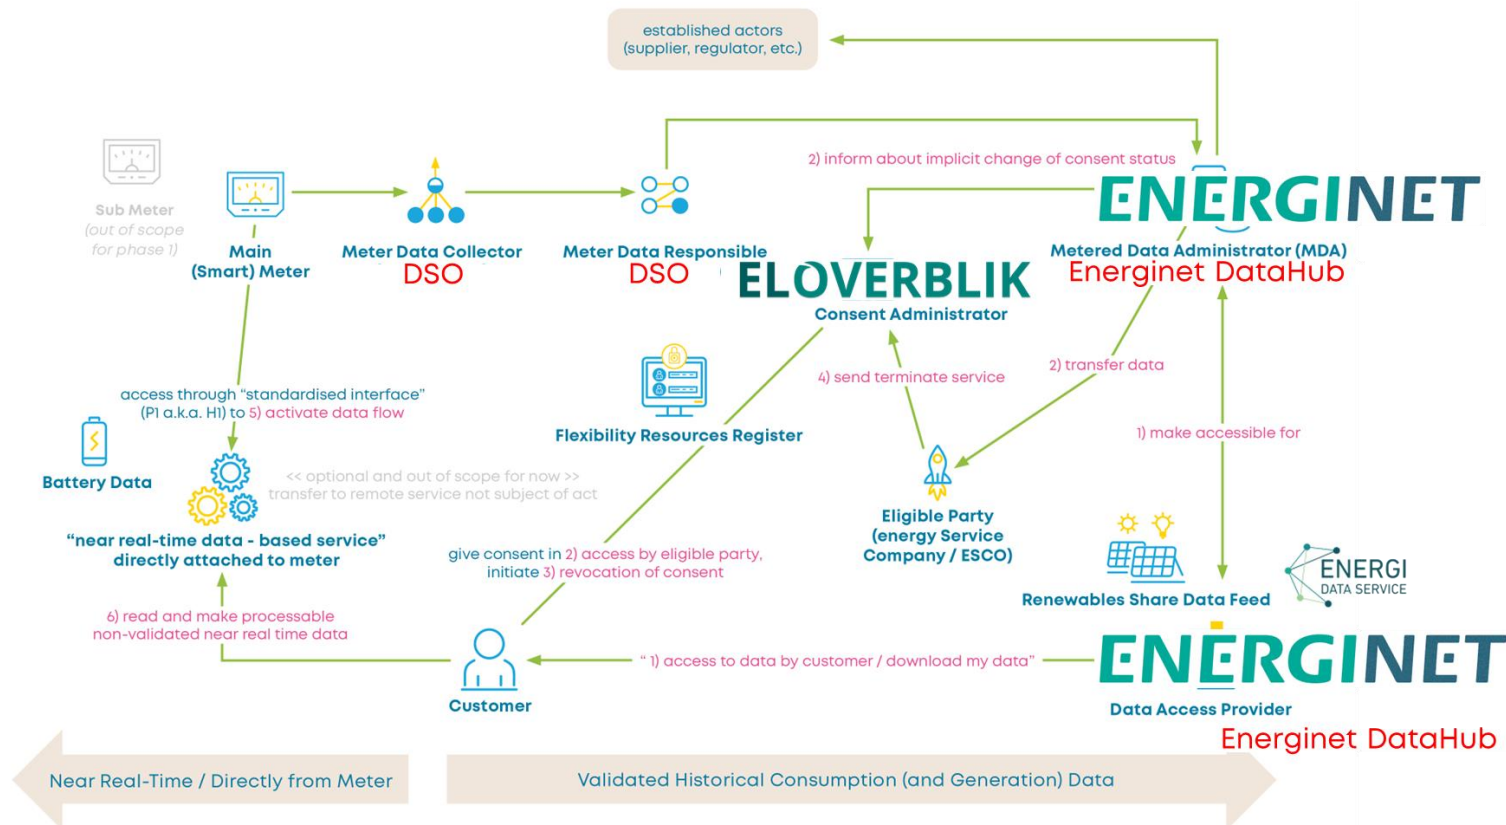 established actors
(supplier, regulator, etc.)
2) inform about implicit change of consent status
Sub Meter
(out of scope
for phase 1)
Main
(Smart) Meter
Meter Data Collector
DSO
Meter Data Responsible
DSO
ENERGINET
Metered Data Administrator (MDA)
Energinet DataHub
ELOVERBLIK
Consent Administrator
access through “standardised interface”
(P1 a.k.a. H1) to 5) activate data flow
4) send terminate service
2) transfer data
Flexibility Resources Register
1) make accessible for
Battery Data
<< optional and out of scope for now >>
transfer to remote service not subject of act
“near real-time data - based service”
directly attached to meter
Eligible Party
(energy Service
Company / ESCO)
give consent in 2) access by eligible party,
initiate 3) revocation of consent
Renewables Share Data Feed
ENERGI
DATA SERVICE
6) read and make processable
non-validated near real time data
“ 1) access to data by customer / download my data”
ENERGINET
Customer
Data Access Provider
Energinet DataHub
Near Real-Time / Directly from Meter
Validated Historical Consumption (and Generation) Data